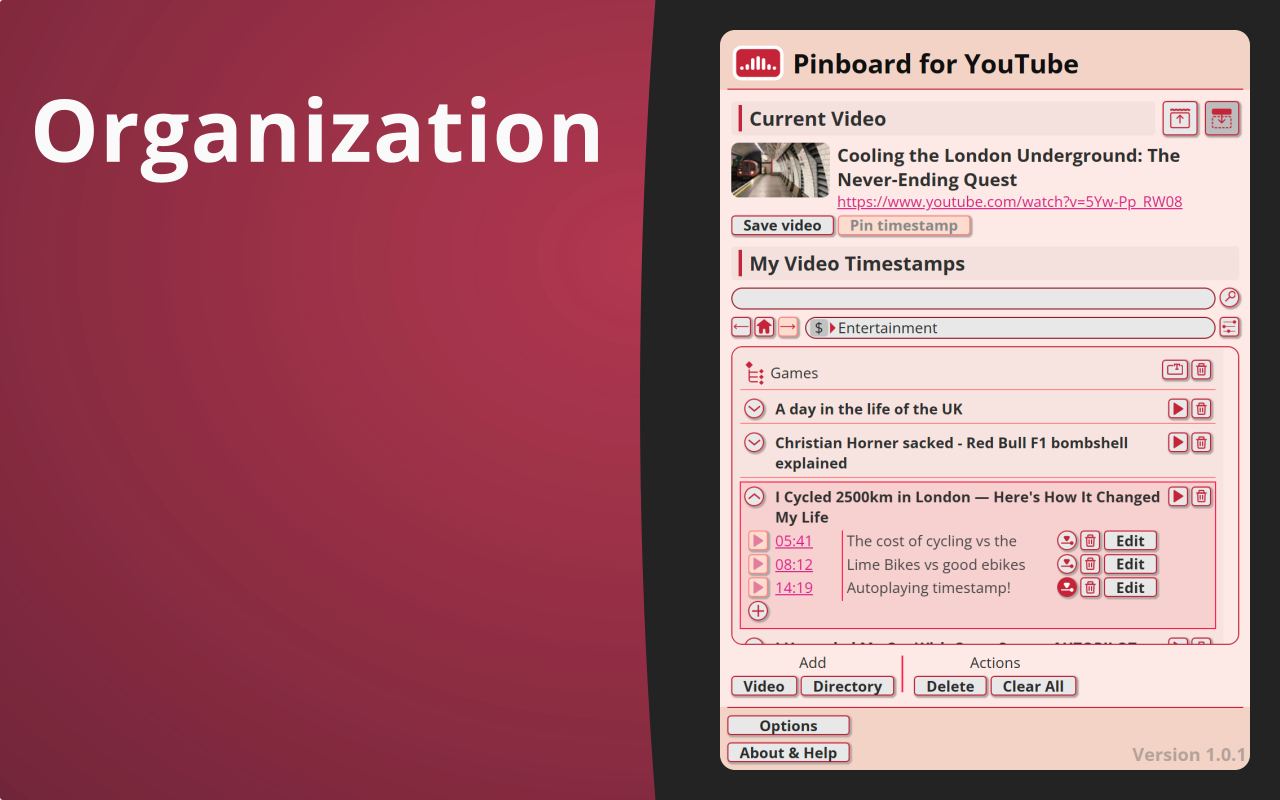 Organization
Pinboard for YouTube
Current Video
Cooling the London Underground: The
Never-Ending Quest
https://www.youtube.com/watch?v=5Yw-Pp_RW08
Save video
Pin timestamp
My Video Timestamps
$ Entertainment
Games
A day in the life of the UK
Christian Horner sacked - Red Bull F1 bombshell
explained
I Cycled 2500km in London — Here's How It Changed
My Life
05:41 The cost of cycling vs the Edit
08:12 Lime Bikes vs good ebikes Edit
14:19 Autoplaying timestamp! Edit
Add Actions
Video Directory Delete Clear All
Options
About & Help
Version 1.0.1